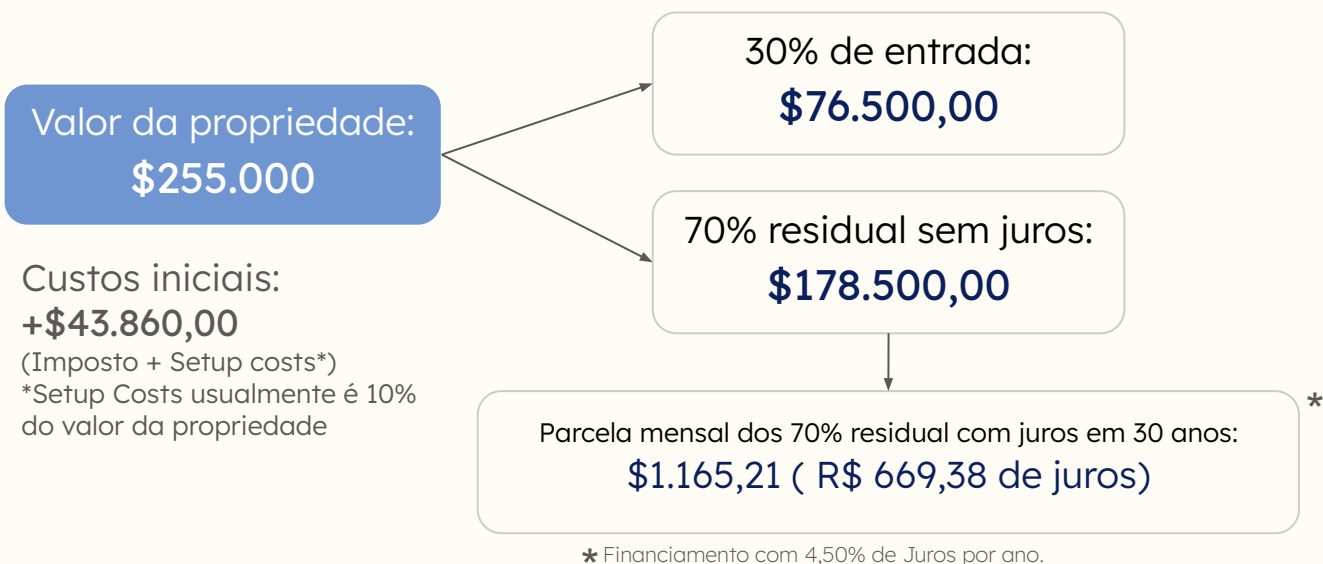 Valor da propriedade:
$255.000
30% de entrada:
$76.500,00
70% residual sem juros:
$178.500,00
Custos iniciais:
+$43.860,00
(Imposto + Setup costs*)
*Setup Costs usualmente é 10%
do valor da propriedade
*
Parcela mensal dos 70% residual com juros em 30 anos:
$1.165,21 ( R$ 669,38 de juros)
* Financiamento com 4,50% de Juros por ano.